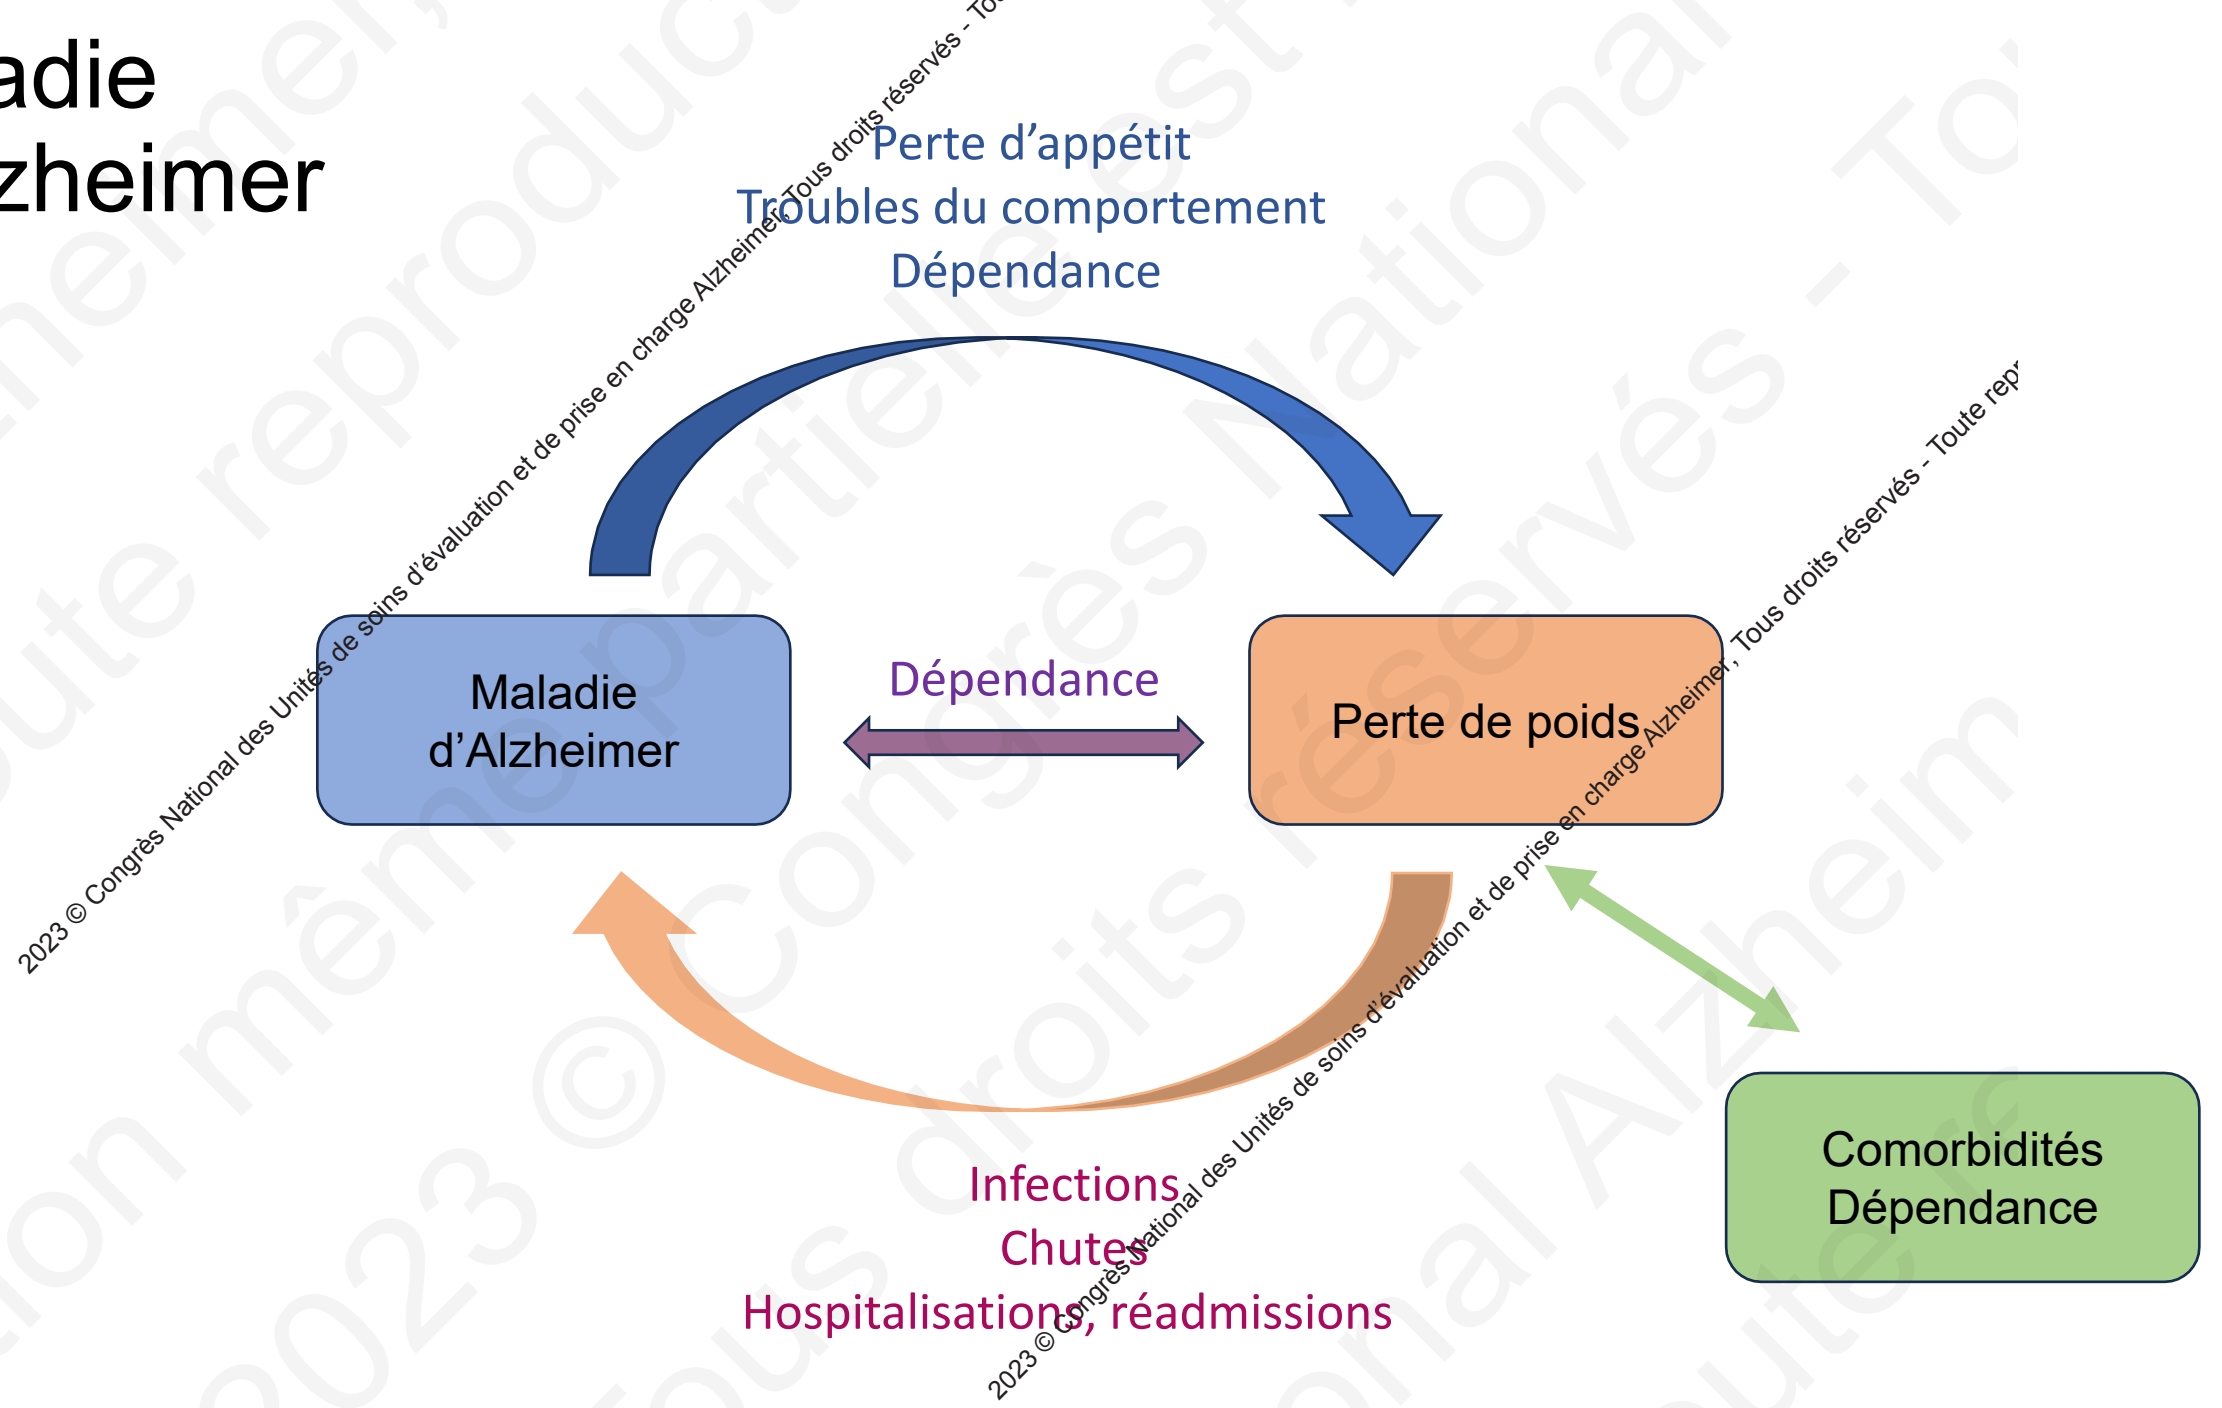 adie
zheimer
Perte d’appétit
Troubles du comportement
Dépendance
Maladie
d’Alzheimer
Dépendance
Perte de poids
Comorbidités
Dépendance
Infections
Chutes
Hospitalisations, réadmissions
2023 © Congrès National des Unités de soins d’évaluation et de prise en charge Alzheimer, Tous droits réservés - Tou
2023 © Congrès National des Unités de soins d’évaluation et de prise en charge Alzheimer, Tous droits réservés - Toute repr